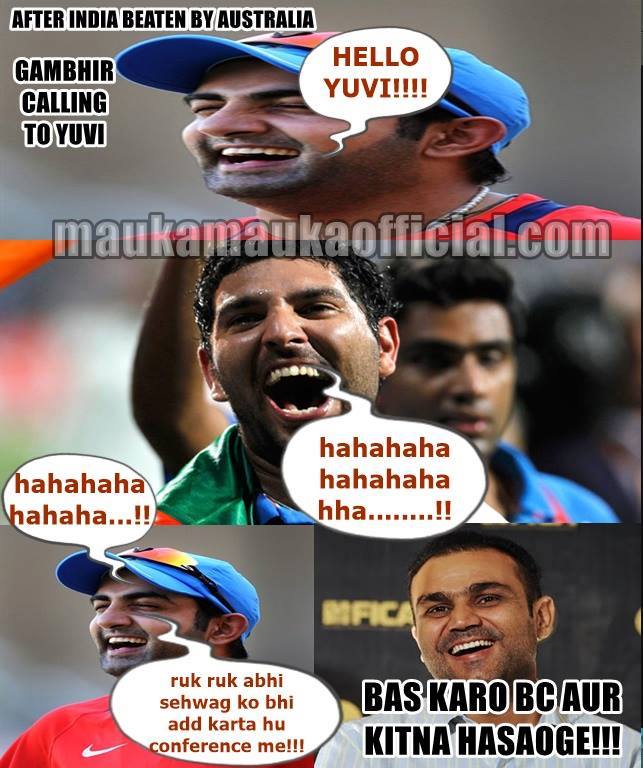 AFTER INDIA BEATEN BY AUSTRALIA
GAMBHIR
CALLING
TO YUVI
HELLO
YUVI!!!!
maukamaukaofficial.com
hahahaha
hahahaha
hha........!!
hahahaha
hahaha...!!
ruk ruk abhi
sehwag ko bhi
add karta hu
conference me!!!
FICA
BAS KARO BC AUR
KITNA HASAOGE!!!